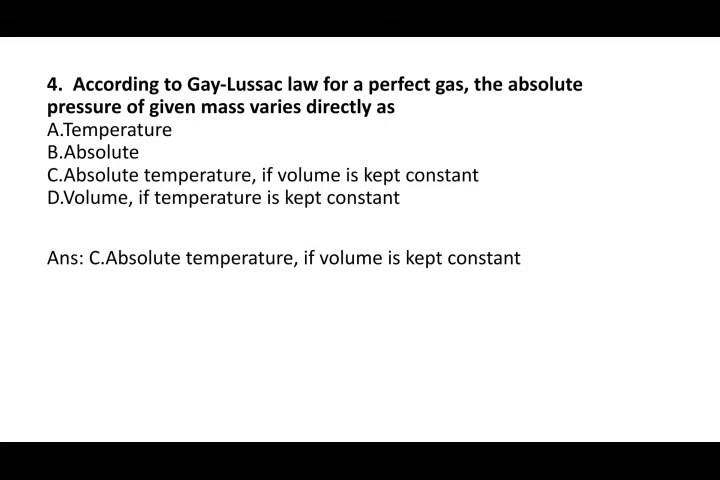 4.  According to Gay-Lussac law for a perfect gas, the absolute
pressure of given mass varies directly as
A.Temperature
B.Absolute
C.Absolute temperature, if volume is kept constant
D.Volume, if temperature is kept constant
Ans: C.Absolute temperature, if volume is kept constant